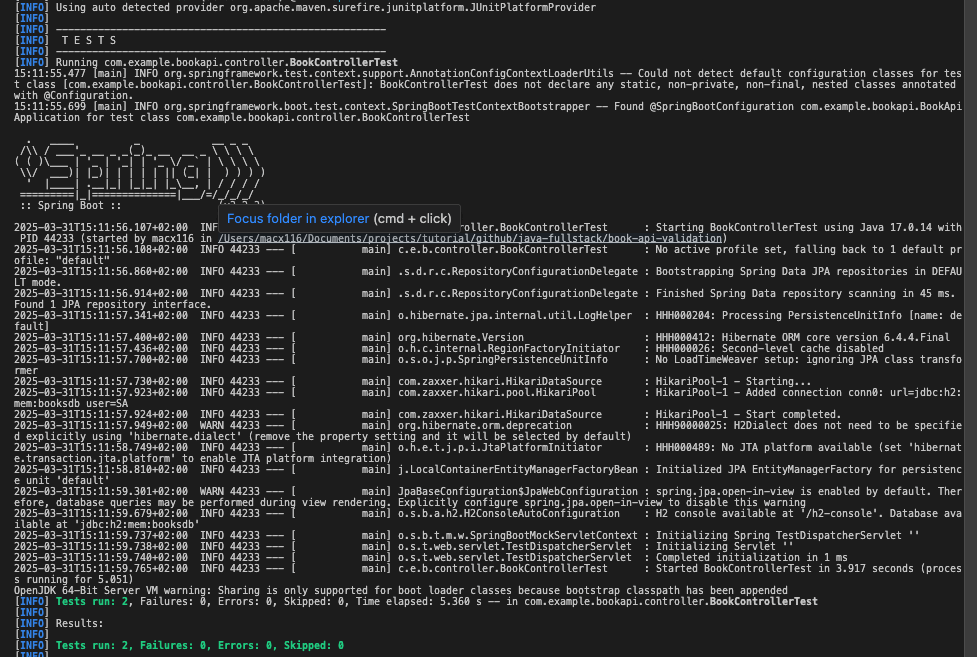 [INFO] Using auto detected provider org.apache.maven.surefire.junitplatform.JUnitPlatformProvider
[INFO]
[INFO] -------------------------------------------------------
[INFO]  T E S T S
[INFO] -------------------------------------------------------
[INFO] Running com.example.bookapi.controller.BookControllerTest
15:11:55.477 [main] INFO org.springframework.test.context.support.AnnotationConfigContextLoaderUtils -- Could not detect default configuration classes for tes
t class [com.example.bookapi.controller.BookControllerTest]: BookControllerTest does not declare any static, non-private, non-final, nested classes annotated
with @Configuration.
15:11:55.699 [main] INFO org.springframework.boot.test.context.SpringBootTestContextBootstrapper -- Found @SpringBootConfiguration com.example.bookapi.BookApi
Application for test class com.example.bookapi.controller.BookControllerTest
:: Spring Boot ::
Focus folder in explorer (cmd + click)
2025-03-31T15:11:56.107+02:00  INF troller.BookControllerTest       : Starting BookControllerTest using Java 17.0.14 with
PID 44233 (started by macx116 in /Users/macx116/Documents/projects/tutorial/github/java-fullstack/book-api-validation)
2025-03-31T15:11:56.108+02:00  INFO 44233 --- [           main] c.e.b.controller.BookControllerTest       : No active profile set, falling back to 1 default pr
ofile: "default"
2025-03-31T15:11:56.860+02:00  INFO 44233 --- [           main] .s.d.r.c.RepositoryConfigurationDelegate : Bootstrapping Spring Data JPA repositories in DEFAU
LT mode.
2025-03-31T15:11:56.914+02:00  INFO 44233 --- [           main] .s.d.r.c.RepositoryConfigurationDelegate : Finished Spring Data repository scanning in 45 ms.
Found 1 JPA repository interface.
2025-03-31T15:11:57.341+02:00  INFO 44233 --- [           main] o.hibernate.jpa.internal.util.LogHelper  : HHH000204: Processing PersistenceUnitInfo [name: de
fault]
2025-03-31T15:11:57.400+02:00  INFO 44233 --- [           main] org.hibernate.Version                    : HHH000412: Hibernate ORM core version 6.4.4.Final
2025-03-31T15:11:57.436+02:00  INFO 44233 --- [           main] o.h.c.internal.RegionFactoryInitiator    : HHH000026: Second-level cache disabled
2025-03-31T15:11:57.700+02:00  INFO 44233 --- [           main] o.s.o.j.p.SpringPersistenceUnitInfo      : No LoadTimeWeaver setup: ignoring JPA class transfo
rmer
2025-03-31T15:11:57.730+02:00  INFO 44233 --- [           main] com.zaxxer.hikari.HikariDataSource       : HikariPool-1 - Starting...
2025-03-31T15:11:57.923+02:00  INFO 44233 --- [           main] com.zaxxer.hikari.pool.HikariPool        : HikariPool-1 - Added connection conn0: url=jdbc:h2:
mem:booksdb user=SA
2025-03-31T15:11:57.924+02:00  INFO 44233 --- [           main] com.zaxxer.hikari.HikariDataSource       : HikariPool-1 - Start completed.
2025-03-31T15:11:57.949+02:00  WARN 44233 --- [           main] org.hibernate.orm.deprecation            : HHH90000025: H2Dialect does not need to be specifie
d explicitly using 'hibernate.dialect' (remove the property setting and it will be selected by default)
2025-03-31T15:11:58.749+02:00  INFO 44233 --- [           main] o.h.e.t.j.p.i.JtaPlatformInitiator       : HHH000489: No JTA platform available (set 'hibernat
e.transaction.jta.platform' to enable JTA platform integration)
2025-03-31T15:11:58.810+02:00  INFO 44233 --- [           main] j.LocalContainerEntityManagerFactoryBean : Initialized JPA EntityManagerFactory for persistenc
e unit 'default'
2025-03-31T15:11:59.301+02:00  WARN 44233 --- [           main] JpaBaseConfiguration$JpaWebConfiguration : spring.jpa.open-in-view is enabled by default. Ther
efore, database queries may be performed during view rendering. Explicitly configure spring.jpa.open-in-view to disable this warning
2025-03-31T15:11:59.679+02:00  INFO 44233 --- [           main] o.s.b.a.h2.H2ConsoleAutoConfiguration    : H2 console available at '/h2-console'. Database ava
ilable at 'jdbc:h2:mem:booksdb'
2025-03-31T15:11:59.737+02:00  INFO 44233 --- [           main] o.s.b.t.m.w.SpringBootMockServletContext : Initializing Spring TestDispatcherServlet ''
2025-03-31T15:11:59.738+02:00  INFO 44233 --- [           main] o.s.t.web.servlet.TestDispatcherServlet  : Initializing Servlet ''
2025-03-31T15:11:59.740+02:00  INFO 44233 --- [           main] o.s.t.web.servlet.TestDispatcherServlet  : Completed initialization in 1 ms
2025-03-31T15:11:59.765+02:00  INFO 44233 --- [           main] c.e.b.controller.BookControllerTest       : Started BookControllerTest in 3.917 seconds (proces
s running for 5.051)
OpenJDK 64-Bit Server VM warning: Sharing is only supported for boot loader classes because bootstrap classpath has been appended
[INFO] Tests run: 2, Failures: 0, Errors: 0, Skipped: 0, Time elapsed: 5.360 s -- in com.example.bookapi.controller.BookControllerTest
[INFO]
[INFO] Results:
[INFO]
[INFO] Tests run: 2, Failures: 0, Errors: 0, Skipped: 0
[INFO]